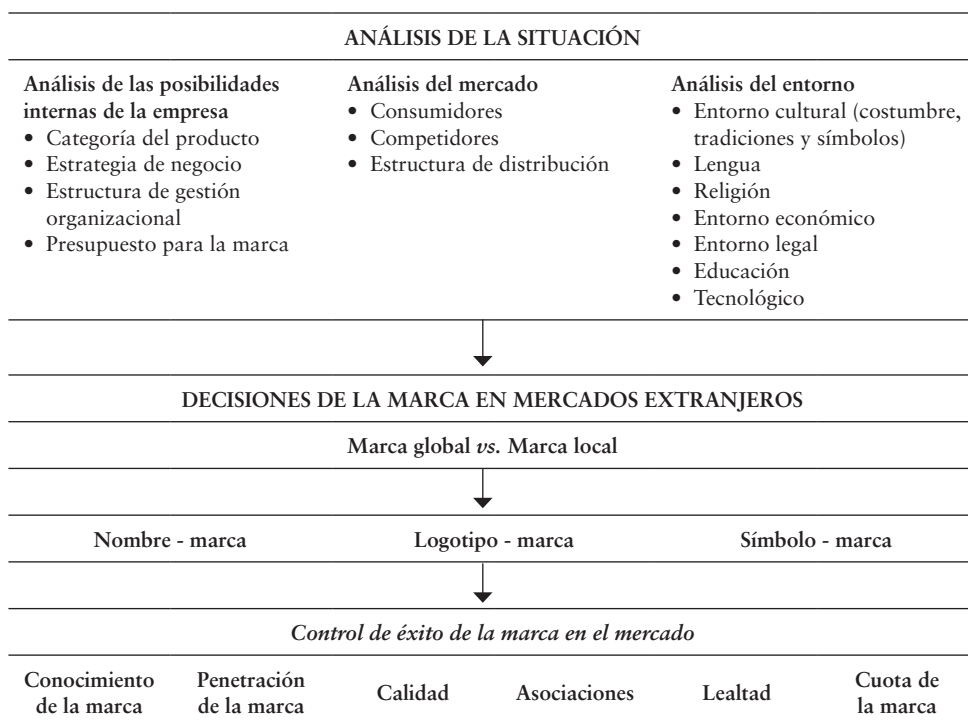 ANÁLISIS DE LA SITUACIÓN
Análisis de las posibilidades
internas de la empresa
• Categoría del producto
• Estrategia de negocio
• Estructura de gestión
organizacional
• Presupuesto para la marca
Análisis del mercado
• Consumidores
• Competidores
• Estructura de distribución
Análisis del entorno
• Entorno cultural (costumbre,
tradiciones y símbolos)
• Lengua
• Religión
• Entorno económico
• Entorno legal
• Educación
• Tecnológico
DECISIONES DE LA MARCA EN MERCADOS EXTRANJEROS
Marca global vs. Marca local
Nombre - marca
Logotipo - marca
Símbolo - marca
Control de éxito de la marca en el mercado
Conocimiento
de la marca
Penetración
de la marca
Calidad
Asociaciones
Lealtad
Cuota de
la marca